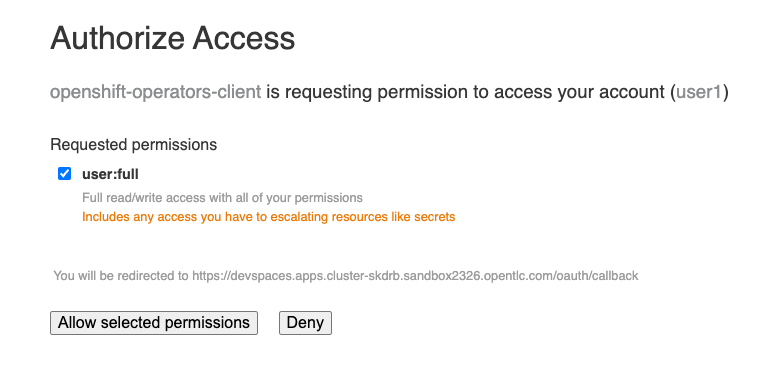 Authorize Access
openshift-operators-client is requesting permission to access your account (user1)
Requested permissions
user:full
Full read/write access with all of your permissions
Includes any access you have to escalating resources like secrets
You will be redirected to https://devspaces.apps.cluster-skdrb.sandbox2326.opentlc.com/oauth/callback
Allow selected permissions Deny